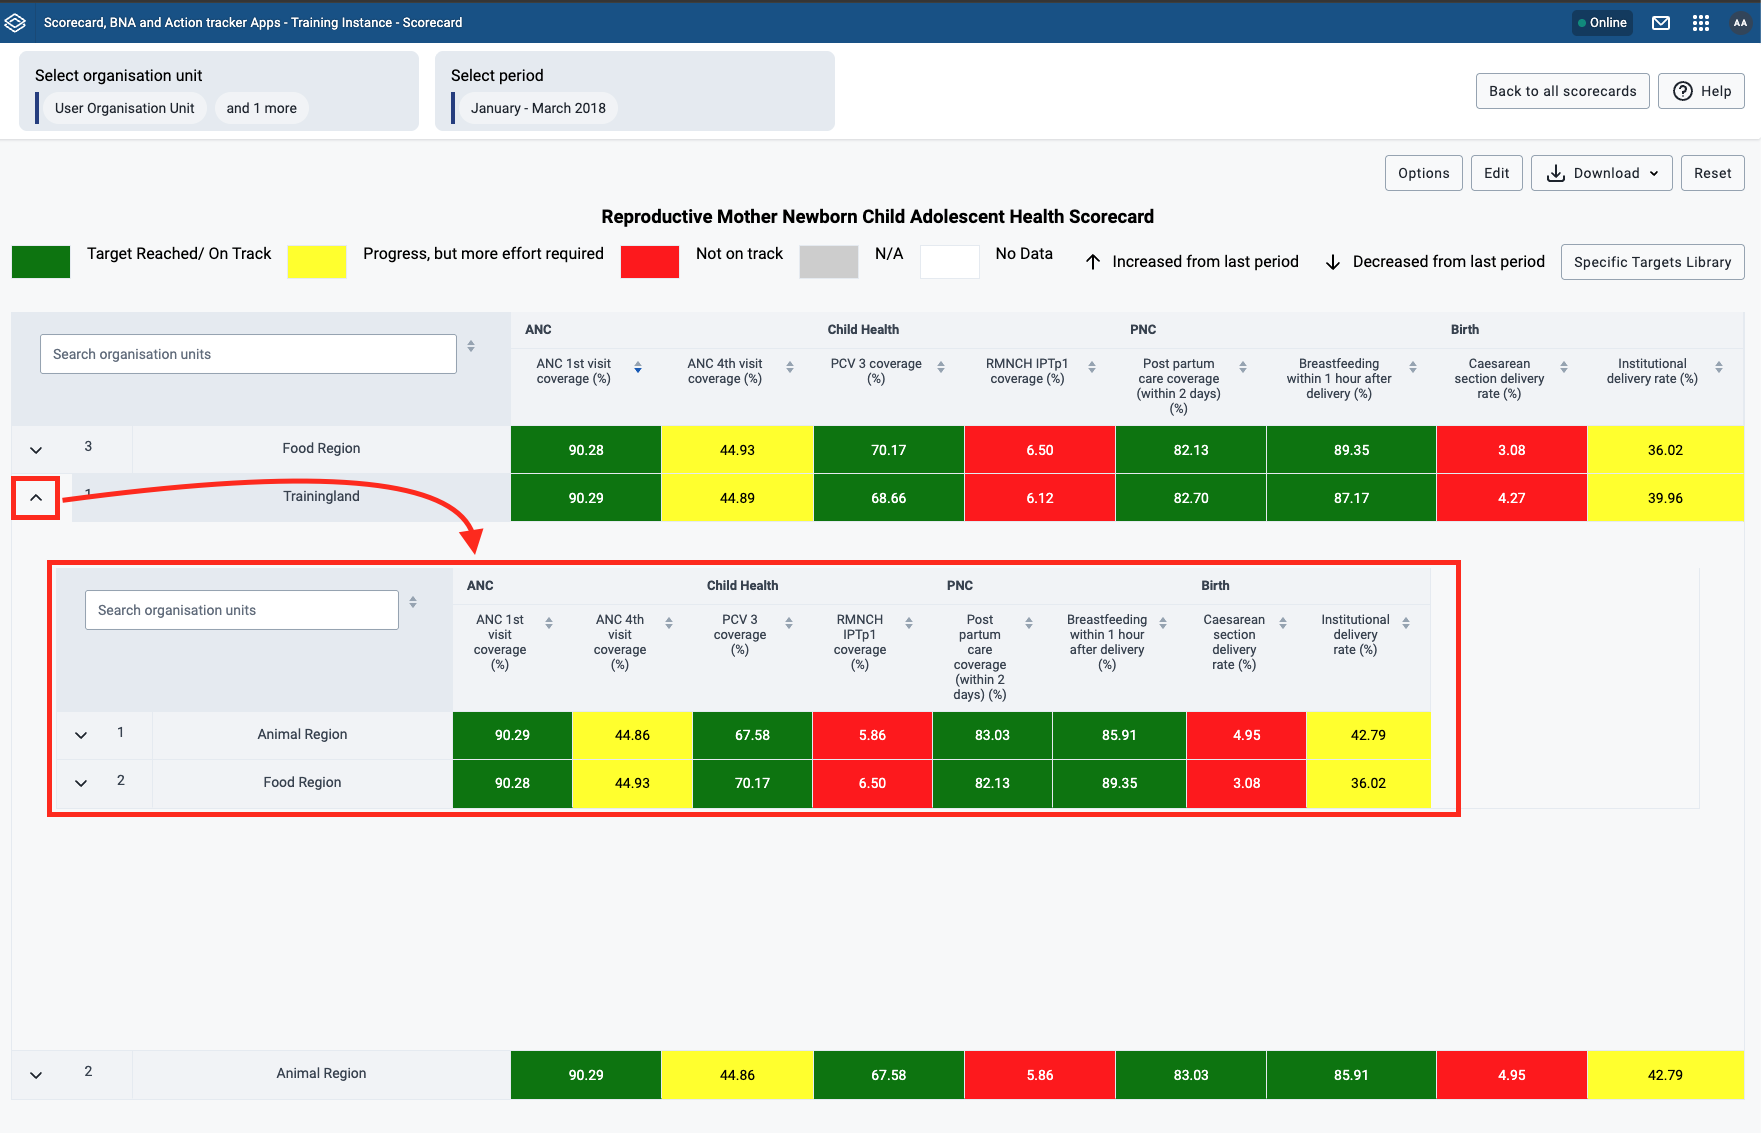 Scorecard, BNA and Action tracker Apps - Training Instance - Scorecard
Online
AA
Select organisation unit
User Organisation Unit
and 1 more
Select period
January - March 2018
Back to all scorecards
Help
Options
Edit
Download
Reset
Reproductive Mother Newborn Child Adolescent Health Scorecard
Target Reached/ On Track
Progress, but more effort required
Not on track
N/A
No Data
Increased from last period
Decreased from last period
Specific Targets Library
Search organisation units
ANC
Child Health
PNC
Birth
ANC 1st visit
coverage (%)
ANC 4th visit
coverage (%)
PCV 3 coverage
(%)
RMNCH IPTp1
coverage (%)
Post partum
care coverage
(within 2 days)
(%)
Breastfeeding
within 1 hour after
delivery (%)
Caesarean
section delivery
rate (%)
Institutional
delivery rate (%)
3 Food Region 90.28 44.93 70.17 6.50 82.13 89.35 3.08 36.02
1 Trainingland 90.29 44.89 68.66 6.12 82.70 87.17 4.27 39.96
Search organisation units
ANC
Child Health
PNC
Birth
ANC 1st
visit
coverage
(%)
ANC 4th
visit
coverage
(%)
PCV 3
coverage
(%)
RMNCH
IPTp1
coverage
(%)
Post
partum
care
coverage
(within 2
days) (%)
Breastfeeding
within 1 hour
after delivery
(%)
Caesarean
section
delivery
rate (%)
Institutional
delivery
rate (%)
1 Animal Region 90.29 44.86 67.58 5.86 83.03 85.91 4.95 42.79
2 Food Region 90.28 44.93 70.17 6.50 82.13 89.35 3.08 36.02
2 Animal Region 90.29 44.86 67.58 5.86 83.03 85.91 4.95 42.79